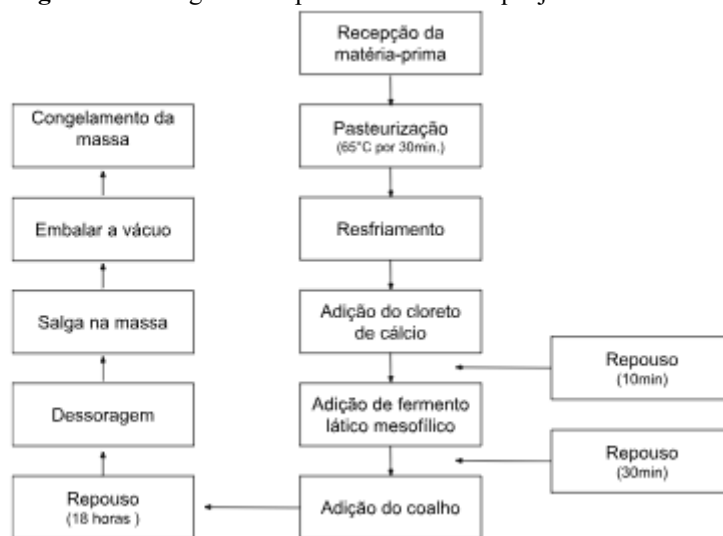 Recepção da
matéria-prima
Pasteurização
(65°C por 30min.)
Resfriamento
Adição do cloreto
de cálcio
Repouso
(10min)
Adição de fermento
lático mesofílico
Repouso
(30min)
Adição do coalho
Repouso
(18 horas )
Dessoragem
Salga na massa
Embalar a vácuo
Congelamento da
massa